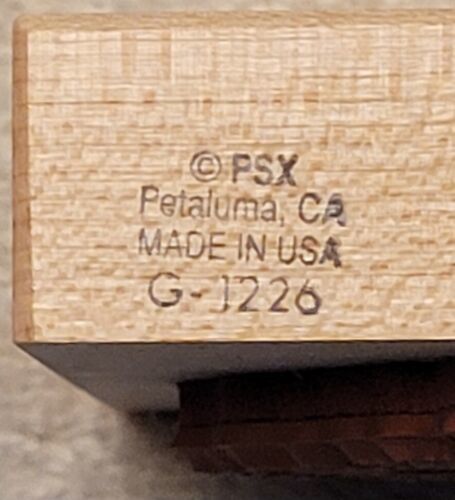 © PSX
Petaluma, CA
MADE IN USA
G-1226